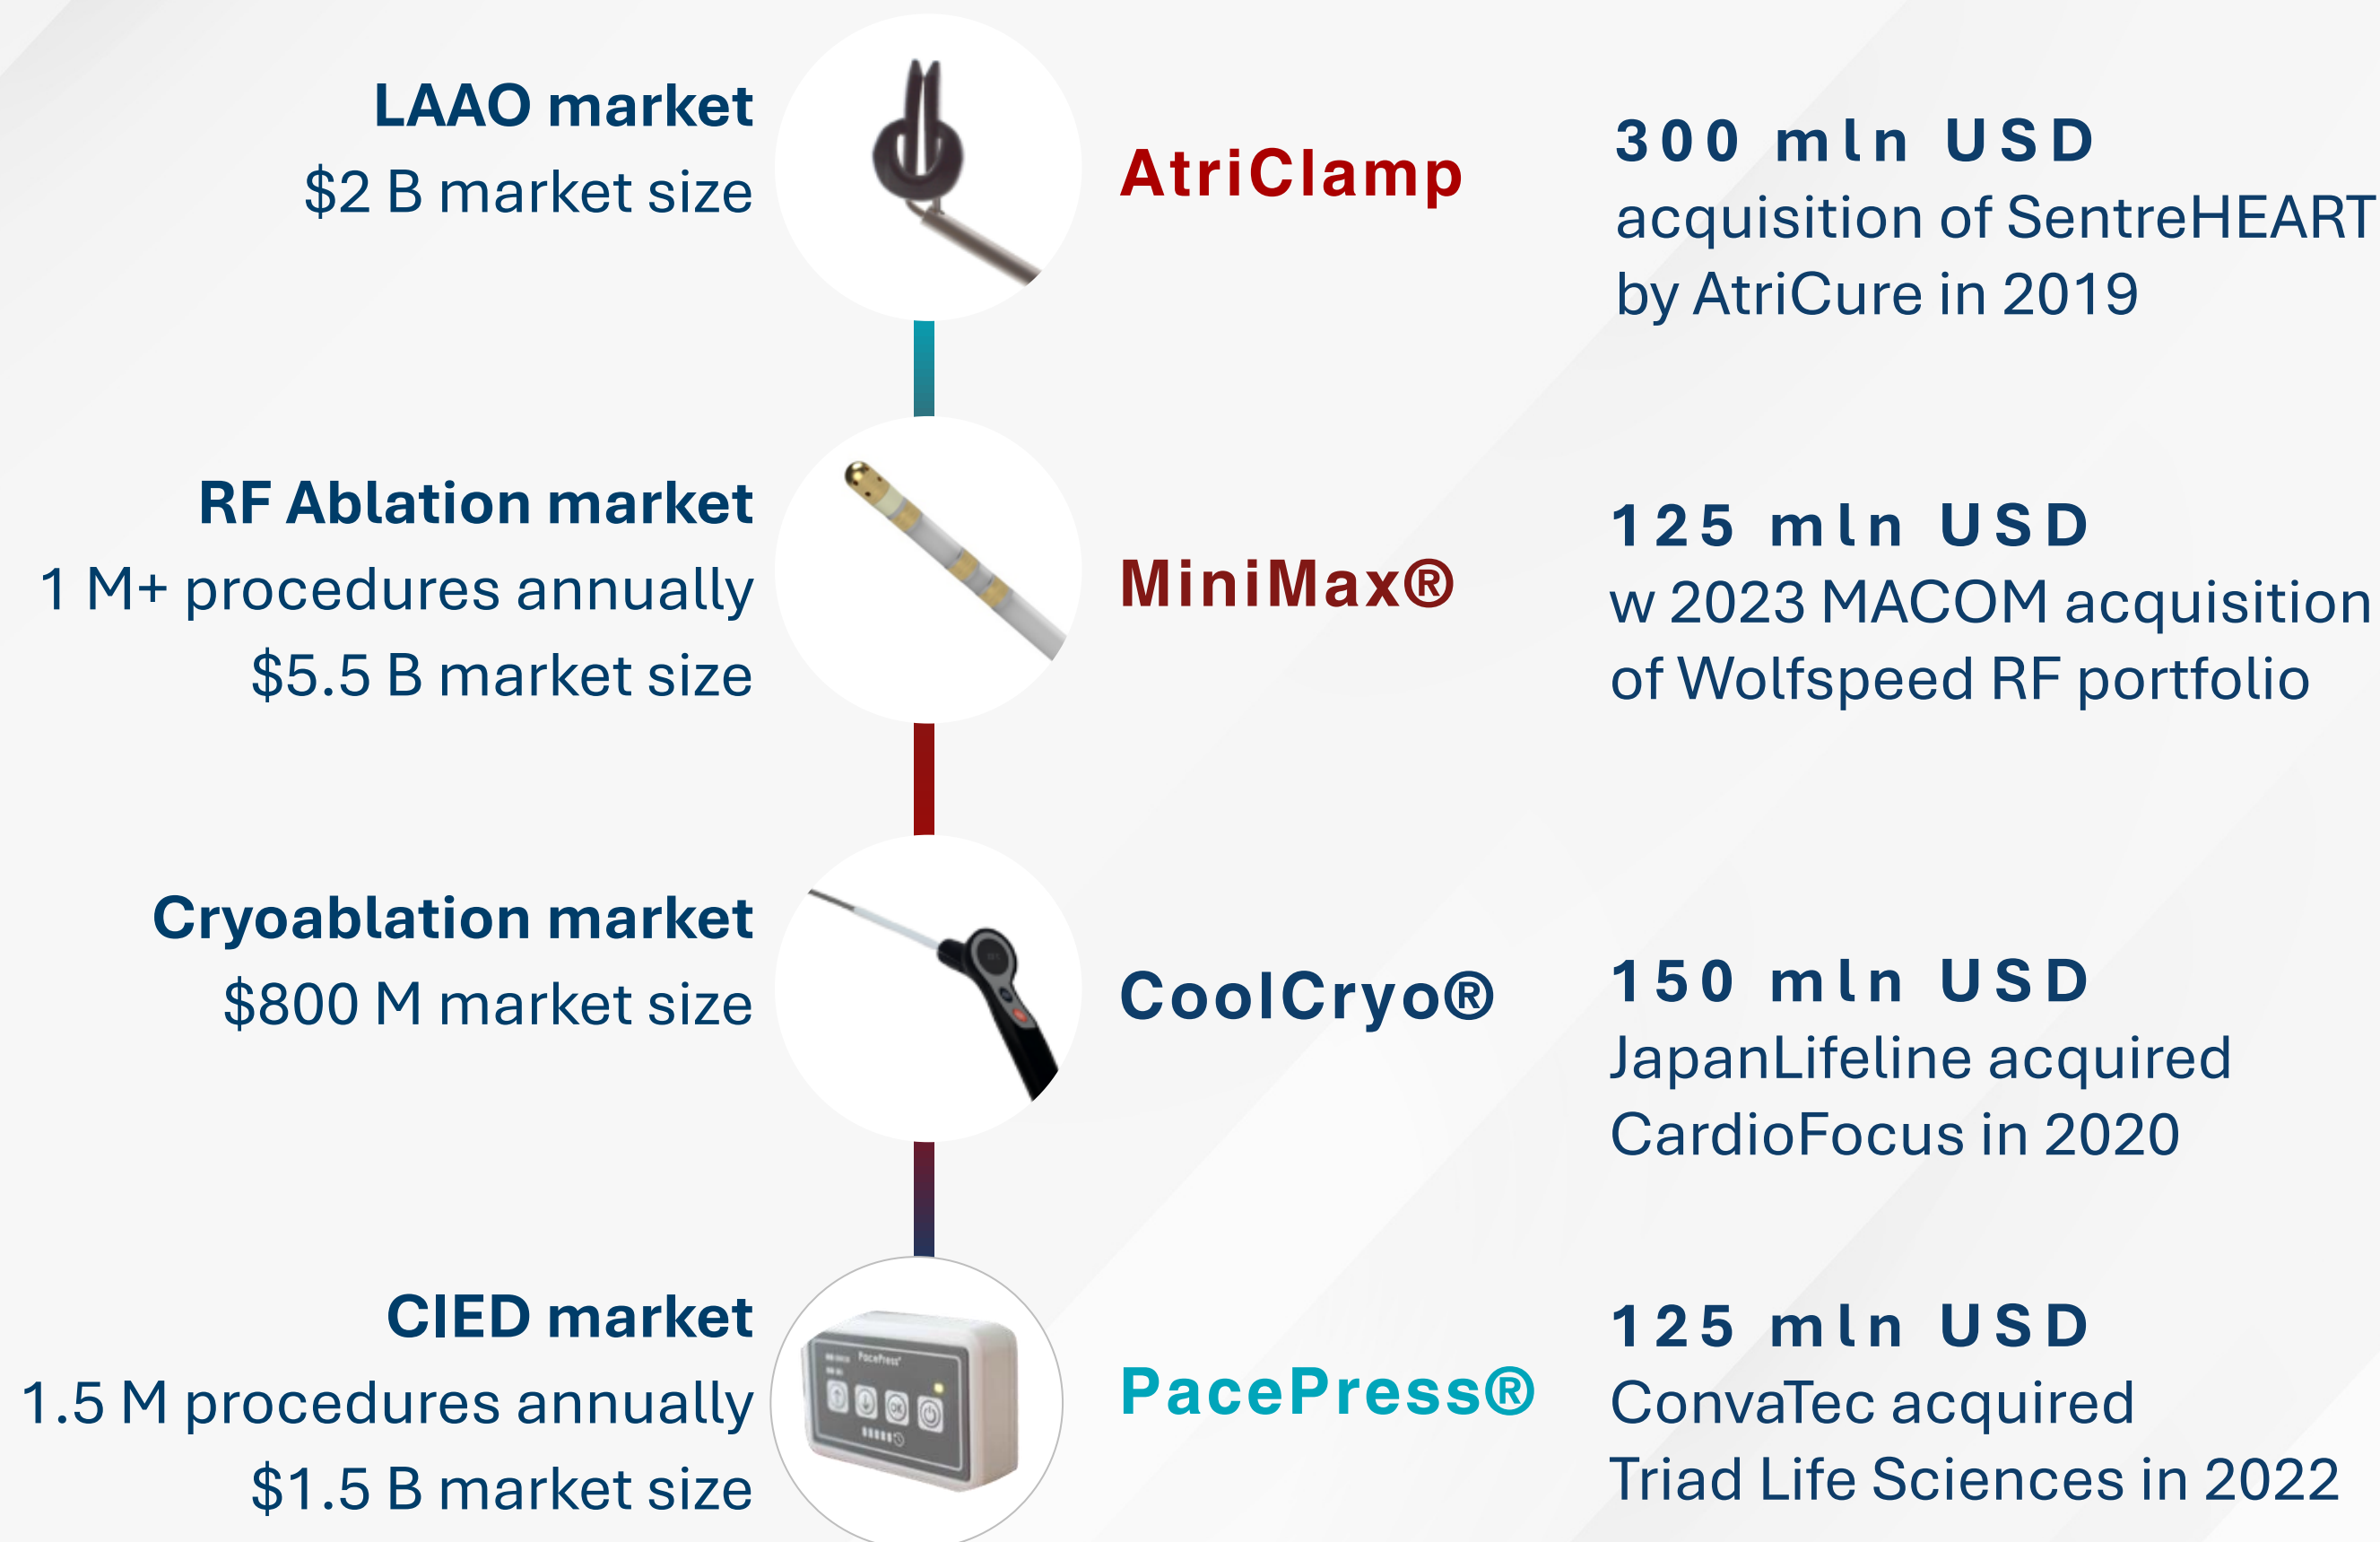 LAAO market
$2 B market size
AtriClamp
300 mln USD
acquisition of SentreHEART
by AtriCure in 2019
RF Ablation market
1 M+ procedures annually
$5.5 B market size
MiniMax®
125 mln USD
w 2023 MACOM acquisition
of Wolfspeed RF portfolio
Cryoablation market
$800 M market size
CoolCryo®
150 mln USD
JapanLifeline acquired
CardioFocus in 2020
CIED market
1.5 M procedures annually
$1.5 B market size
PacePress®
OK
PacePress®
125 mln USD
ConvaTec acquired
Triad Life Sciences in 2022